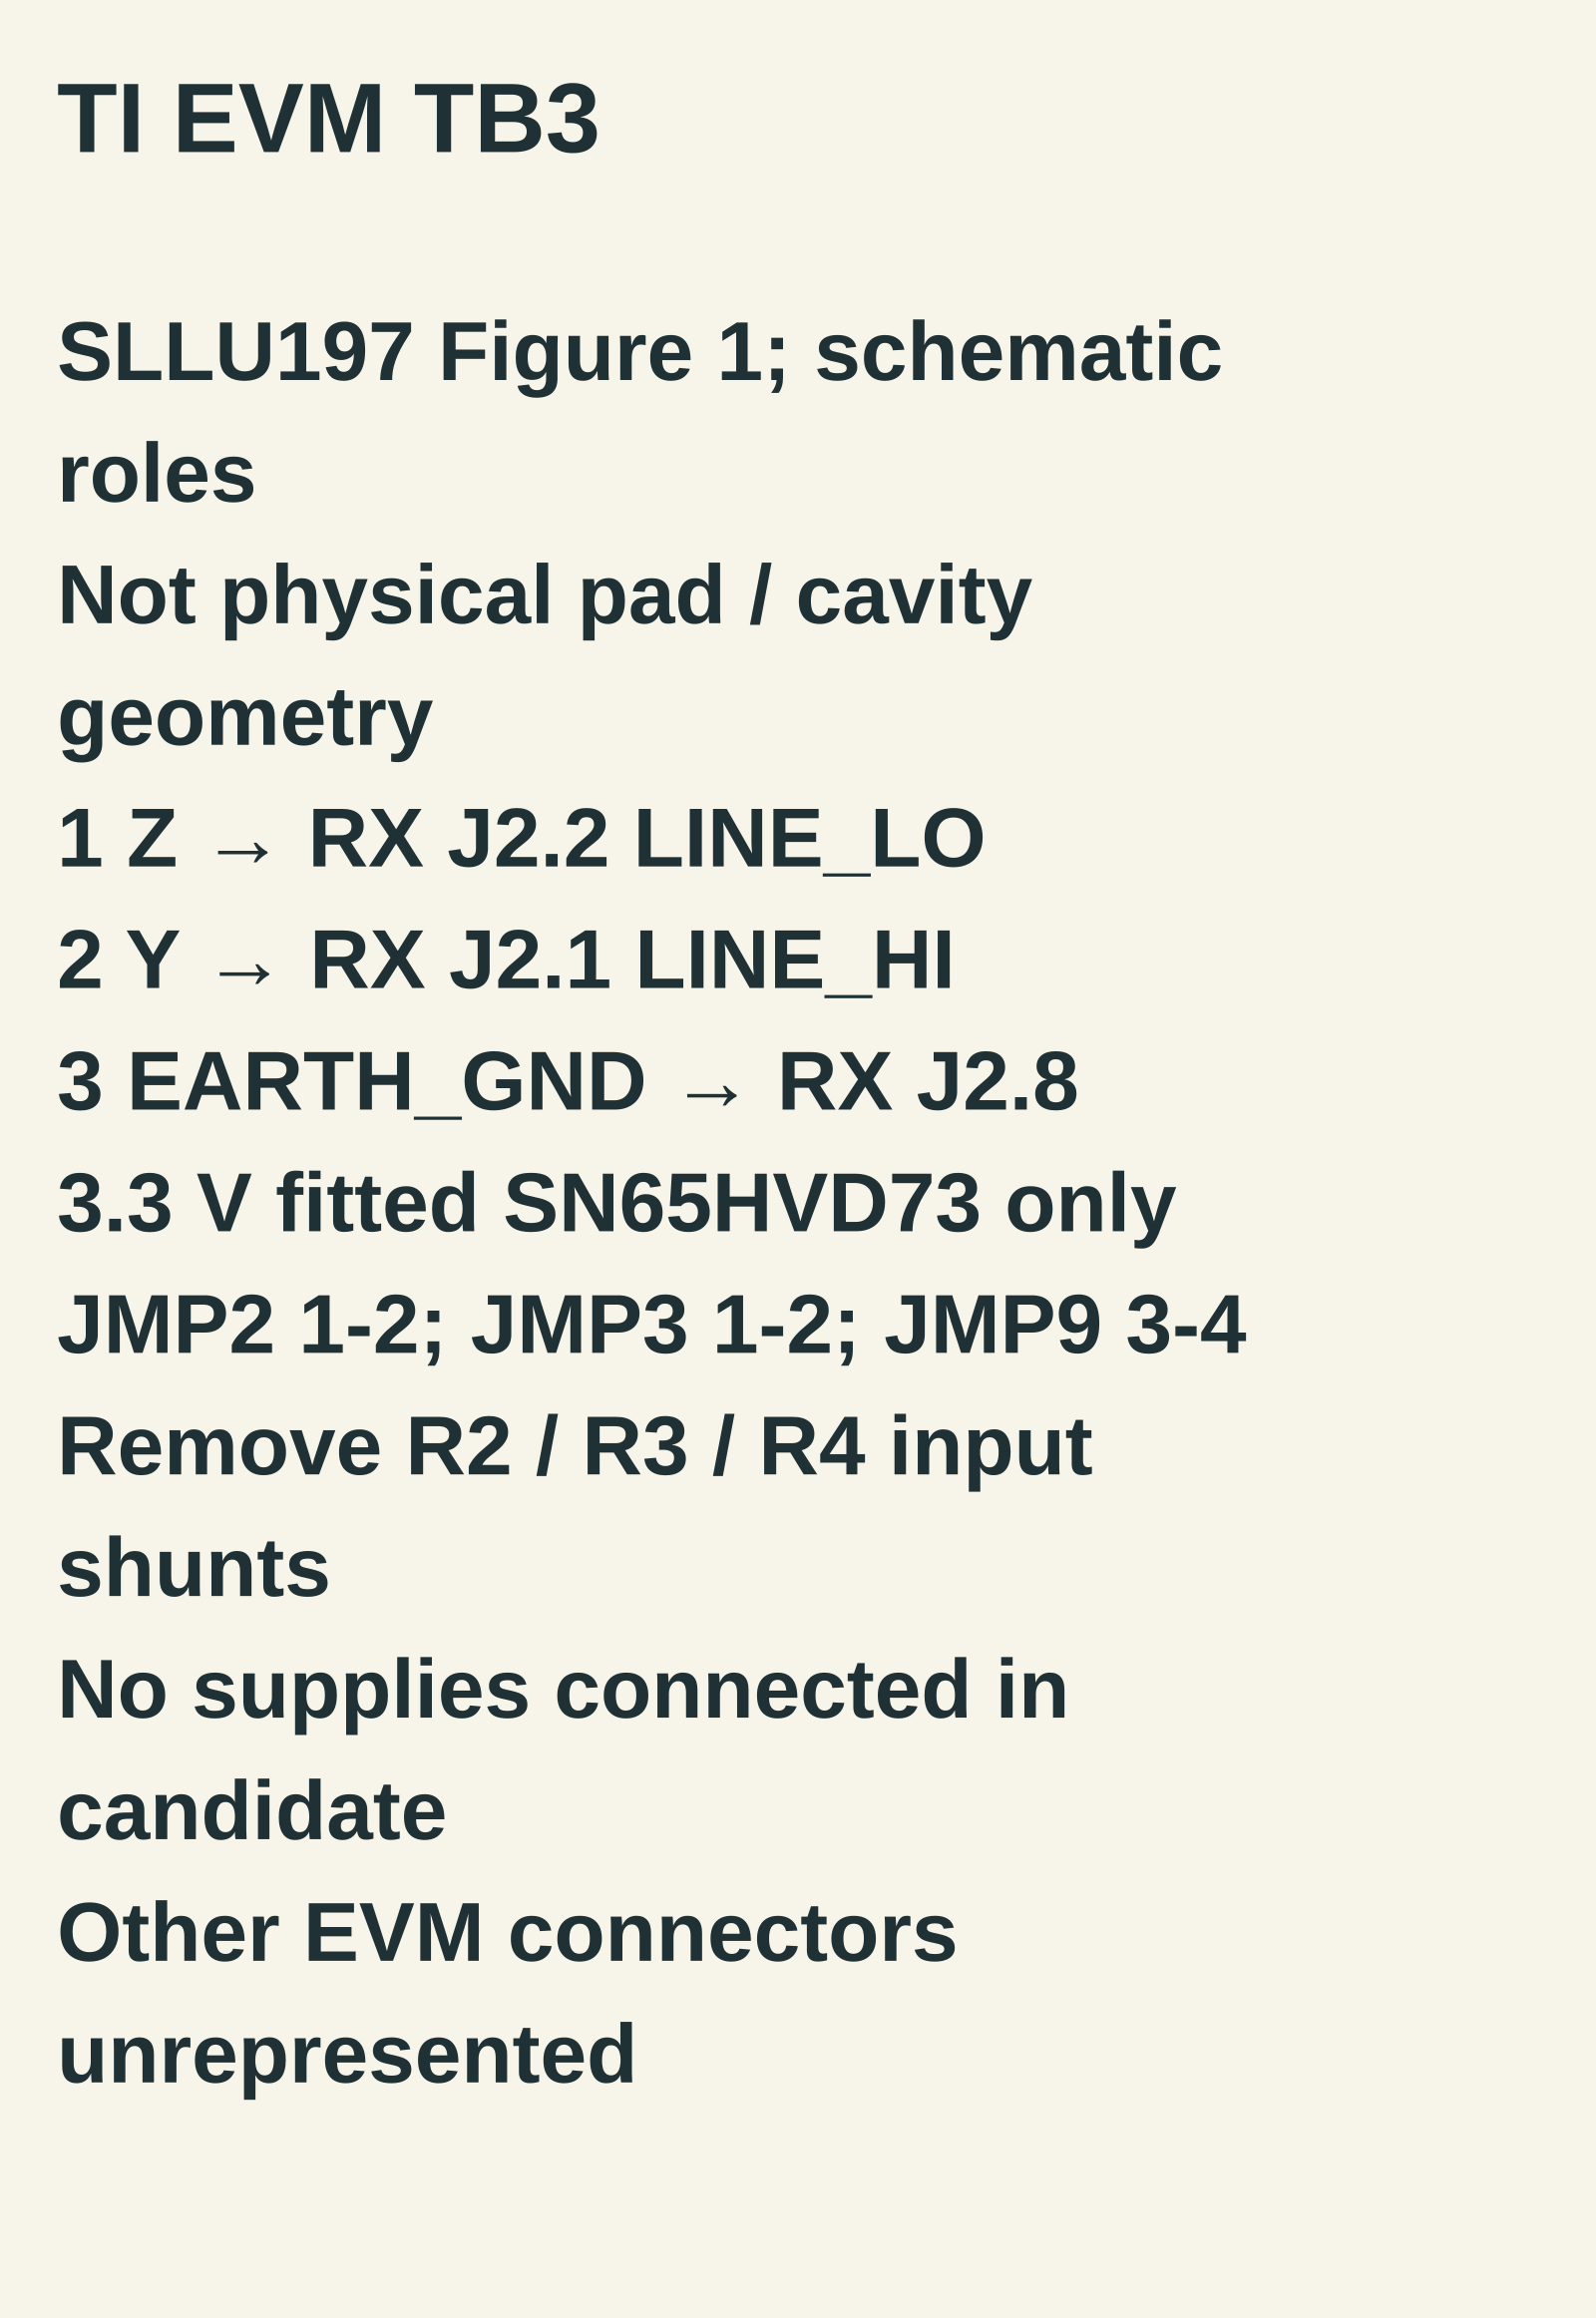 TI EVM TB3
SLLU197 Figure 1; schematic
roles
Not physical pad / cavity
geometry
1 Z → RX J2.2 LINE_LO
2 Y → RX J2.1 LINE_HI
3 EARTH_GND → RX J2.8
3.3 V fitted SN65HVD73 only
JMP2 1-2; JMP3 1-2; JMP9 3-4
Remove R2 / R3 / R4 input
shunts
No supplies connected in
candidate
Other EVM connectors
unrepresented